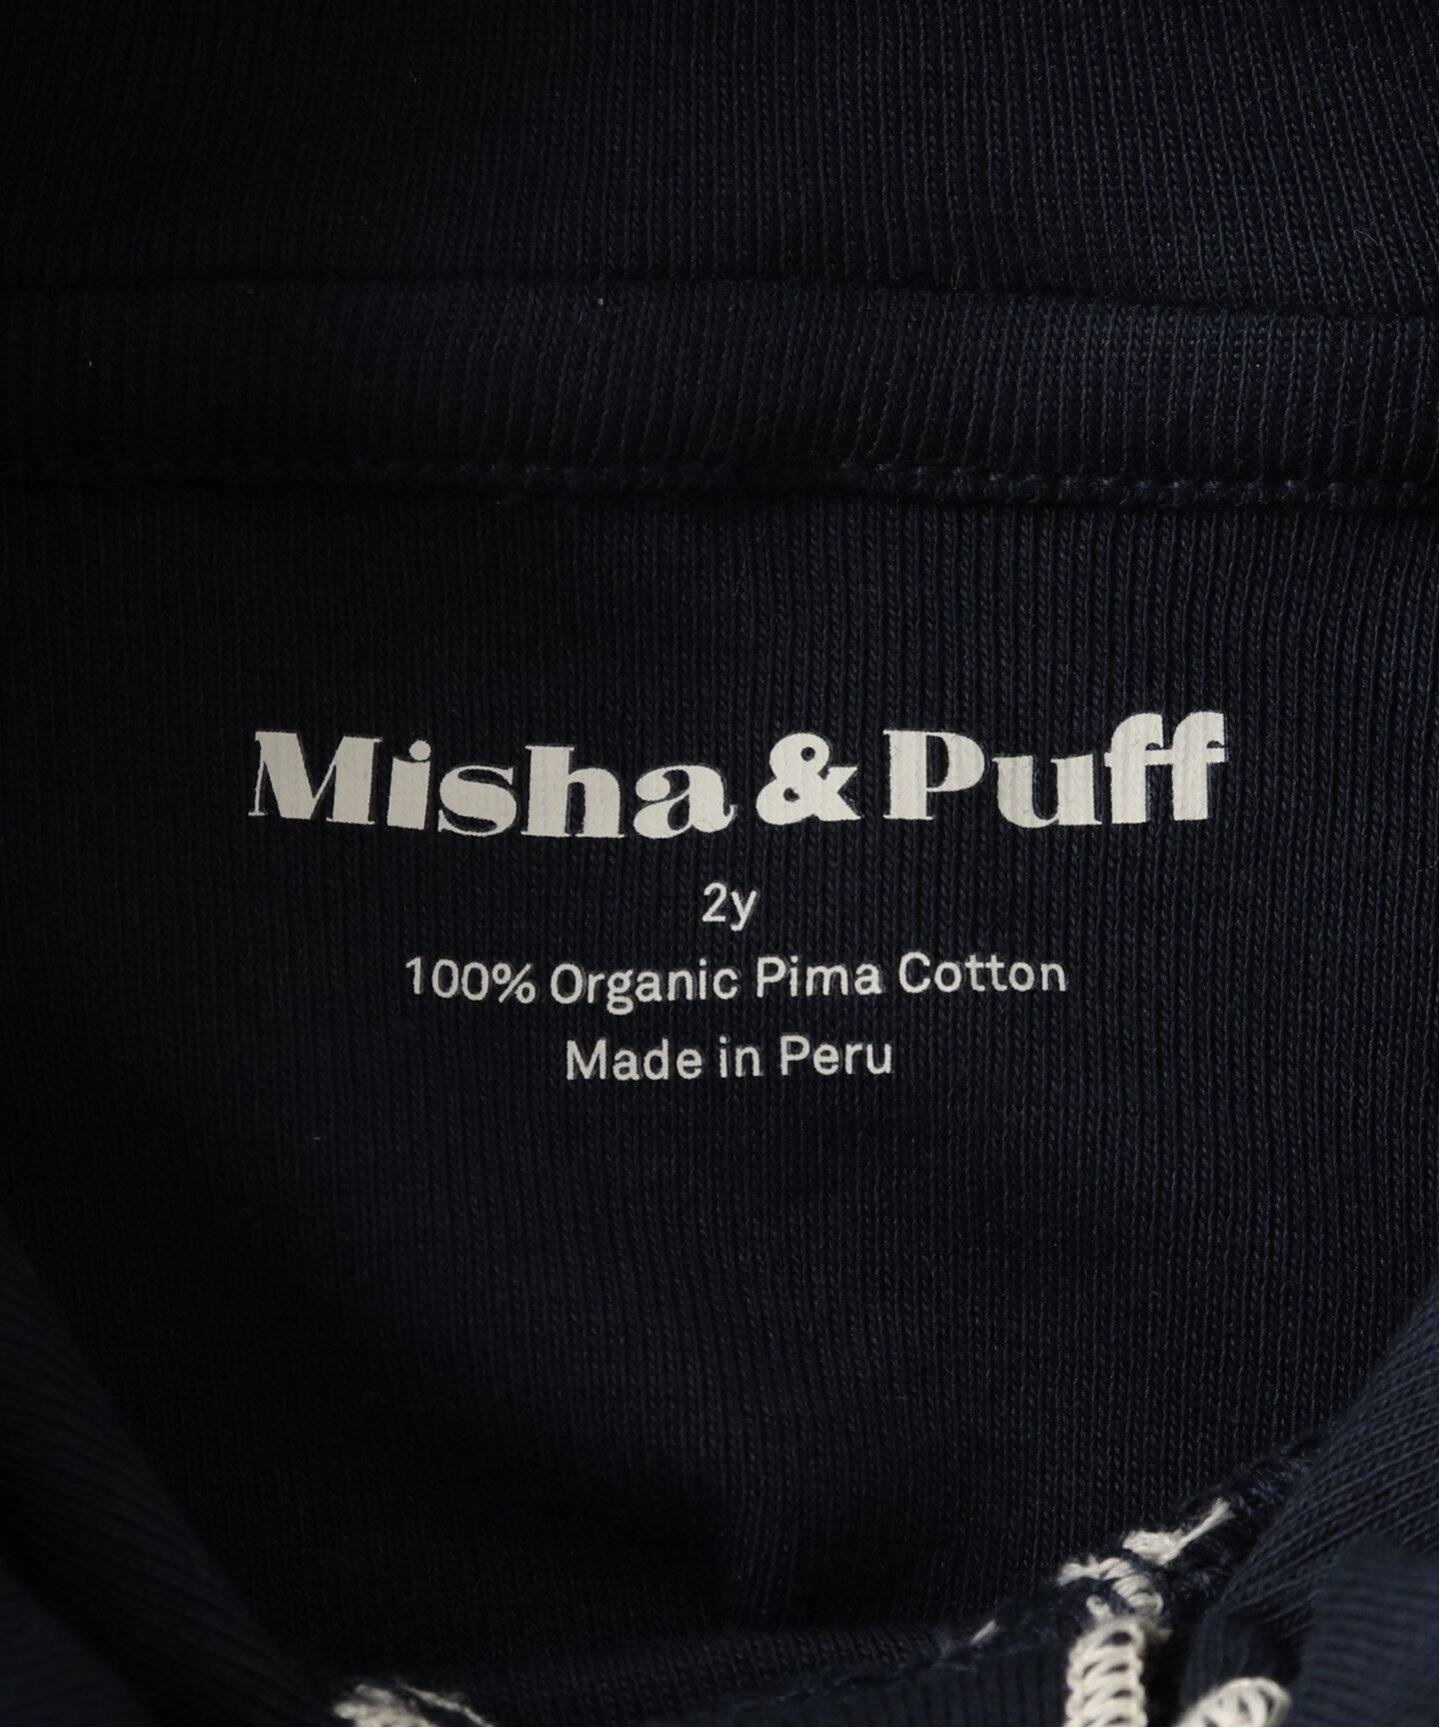 Misha & Puff
2y
100% Organic Pima Cotton
Made in Peru